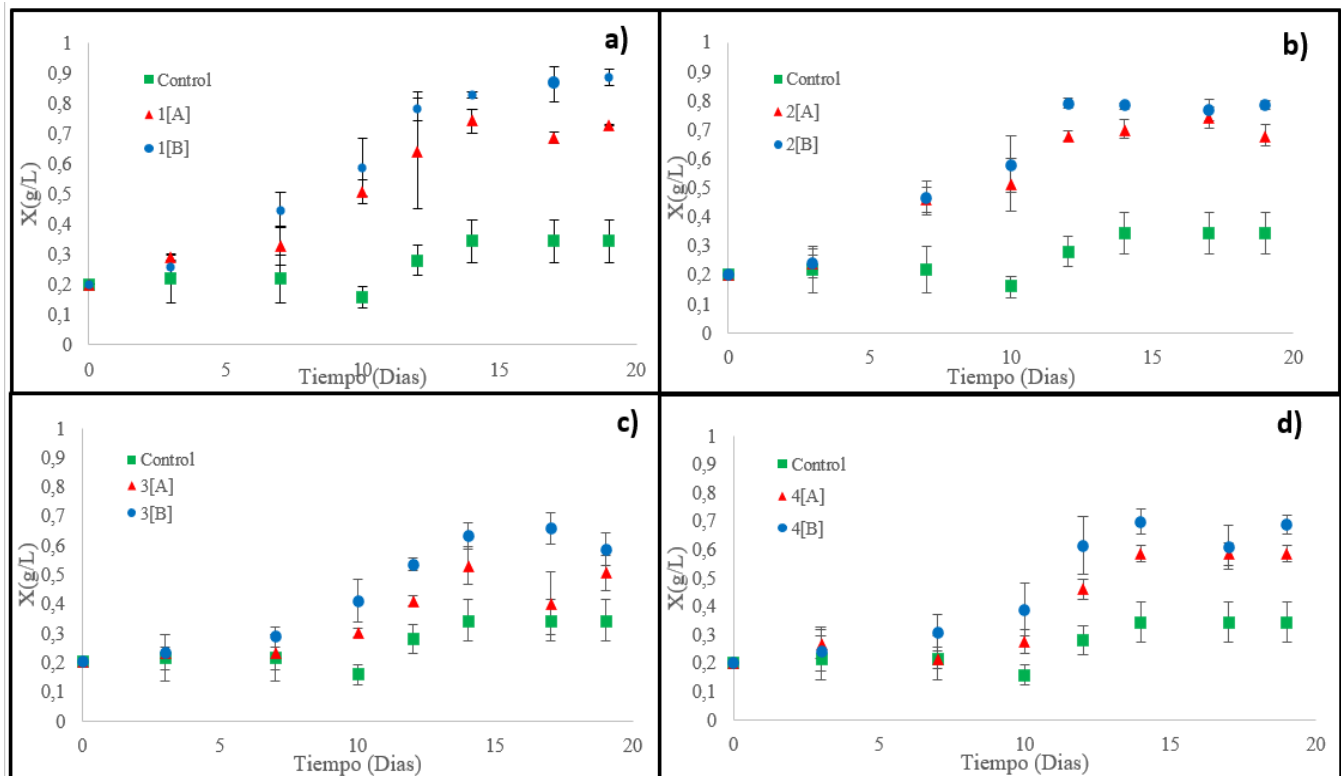 a)
1
0,9
0,8
0,7
0,6
0,5
0,4
0,3
0,2
0,1
0
X(g/L)
Control
1[A]
1[B]
0 5 10 15 20
Tiempo (Dias)
b)
1
0,9
0,8
0,7
0,6
0,5
0,4
0,3
0,2
0,1
0
X(g/L)
Control
2[A]
2[B]
0 5 10 15 20
Tiempo (Dias)
c)
1
0,9
0,8
0,7
0,6
0,5
0,4
0,3
0,2
0,1
0
X(g/L)
Control
3[A]
3[B]
0 5 10 15 20
Tiempo (Dias)
d)
1
0,9
0,8
0,7
0,6
0,5
0,4
0,3
0,2
0,1
0
X(g/L)
Control
4[A]
4[B]
0 5 10 15 20
Tiempo (Dias)